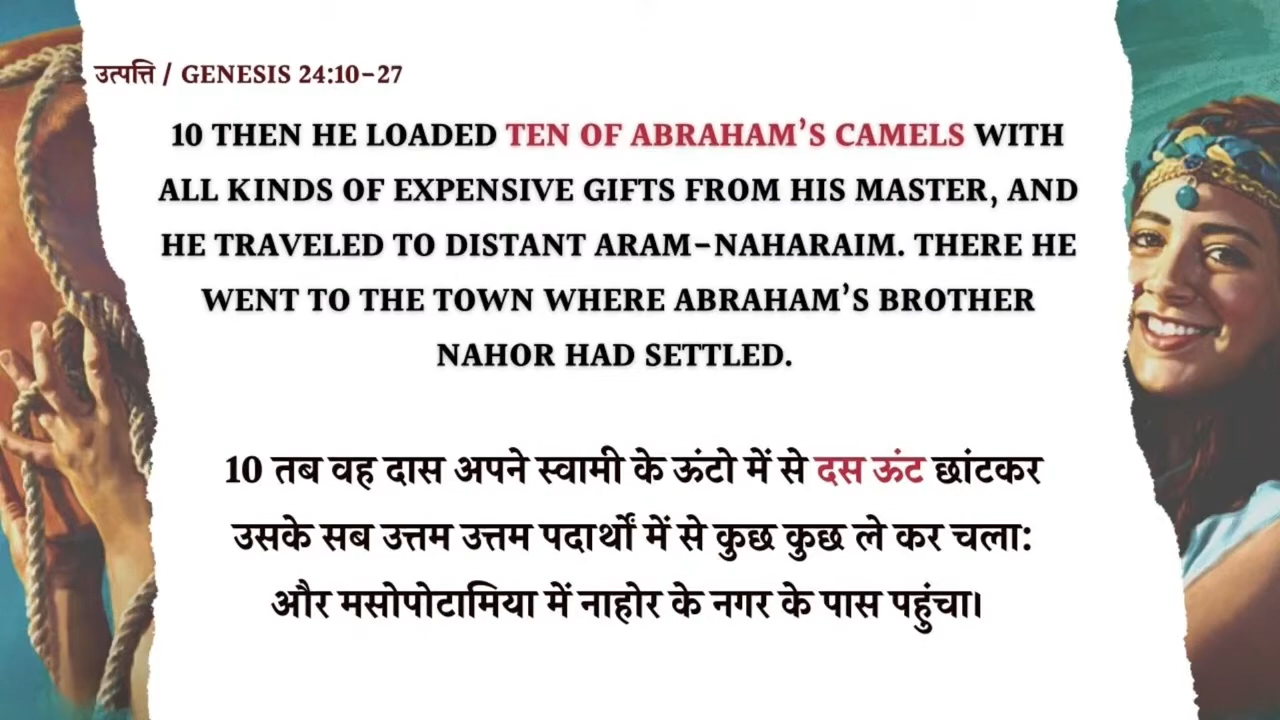 उत्पत्ति / GENESIS 24:10-27
10 THEN HE LOADED TEN OF ABRAHAM'S CAMELS WITH
ALL KINDS OF EXPENSIVE GIFTS FROM HIS MASTER, AND
HE TRAVELED TO DISTANT ARAM-NAHARAIM. THERE HE
WENT TO THE TOWN WHERE ABRAHAM'S BROTHER
NAHOR HAD SETTLED.
10 तब वह दास अपने स्वामी के ऊंटो में से दस ऊंट छांटकर
उसके सब उत्तम उत्तम पदार्थों में से कुछ कुछ ले कर चला:
और मसोपोटामिया में नाहोर के नगर के पास पहुंचा।